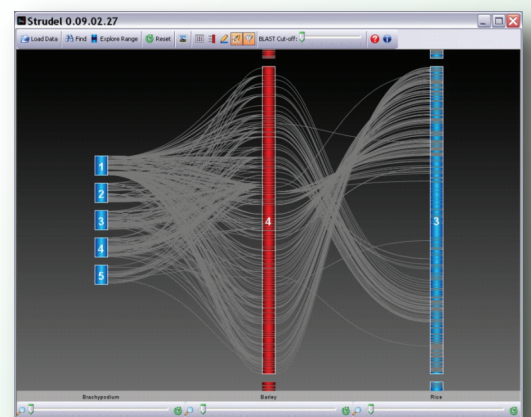 Strudel 0.09.02.27
Load Data Find Explore Range Reset BLAST Cut-off:
1
2
3
4
5
4
3
Brachypodium Barley Rice